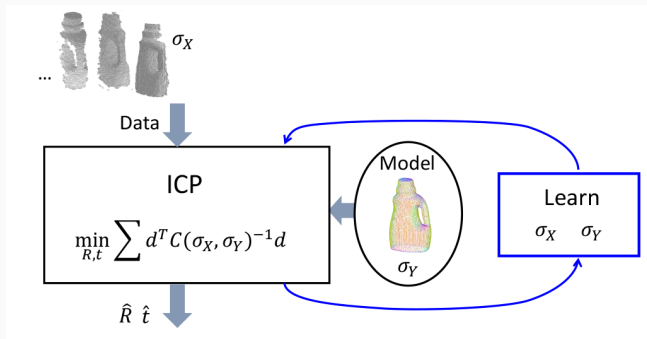 σ_X
...
Data
ICP
min_{R,t} ∑ d^T C(σ_X, σ_Y)^{-1} d
Model
σ_Y
Learn
σ_X σ_Y
R̂ t̂